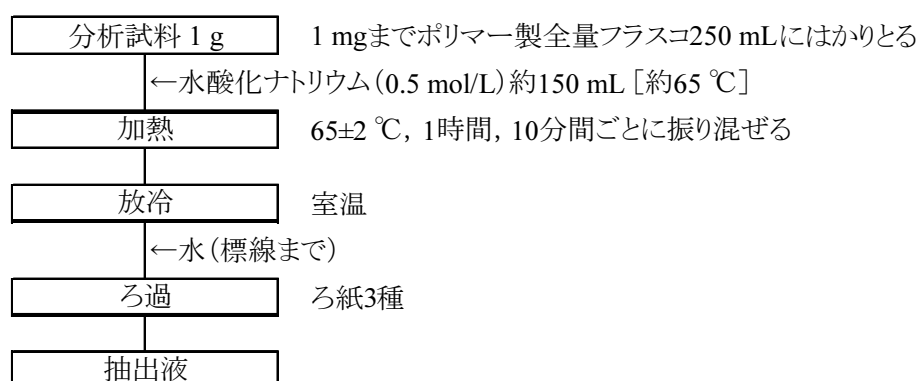 分析試料 1 g　1 mgまでポリマー製全量フラスコ250 mLにはかりとる
←水酸化ナトリウム(0.5 mol/L)約150 mL［約65 ℃］
加熱　65±2 ℃, 1時間, 10分間ごとに振り混ぜる
放冷　室温
←水(標線まで)
ろ過　ろ紙3種
抽出液